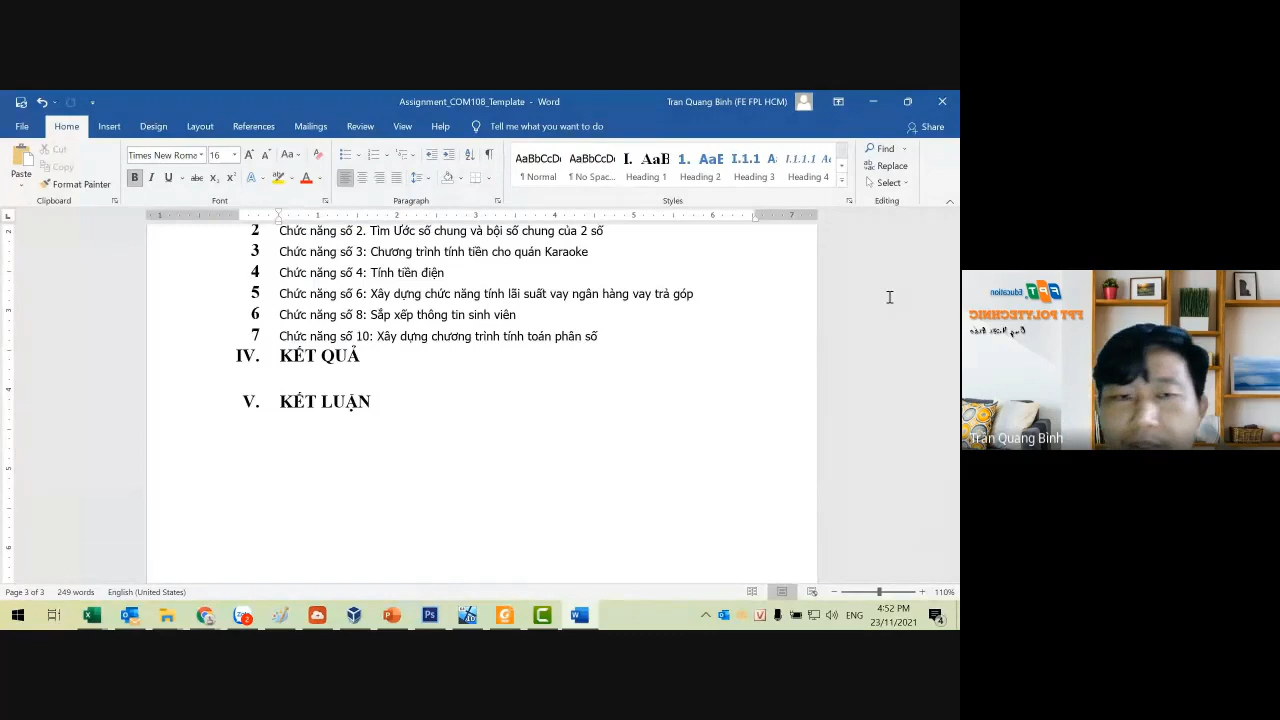 Assignment_COM108_Template - Word
Tran Quang Binh (FE FPL HCM)
File Home Insert Design Layout References Mailings Review View Help Tell me what you want to do Share
Paste
Cut
Copy
Format Painter
Clipboard
Times New Roma 16
Font
Paragraph
AaBbCcDc AaBbCcDc I. AaB 1. AaB I.1.1 A: I.1.1.1 Ac
¶ Normal ¶ No Spac... Heading 1 Heading 2 Heading 3 Heading 4
Styles
Find
Replace
Select
Editing
2 Chức năng số 2. Tìm Ước số chung và bội số chung của 2 số
3 Chức năng số 3: Chương trình tính tiền cho quán Karaoke
4 Chức năng số 4: Tính tiền điện
5 Chức năng số 6: Xây dựng chức năng tính lãi suất vay ngân hàng vay trả góp
6 Chức năng số 8: Sắp xếp thông tin sinh viên
7 Chức năng số 10: Xây dựng chương trình tính toán phân số
IV. KẾT QUẢ
V. KẾT LUẬN
Page 3 of 3 249 words English (United States) 110%
ENG 4:52 PM
23/11/2021
FPT Education
FPT POLYTECHNIC
Trần Quang Bình